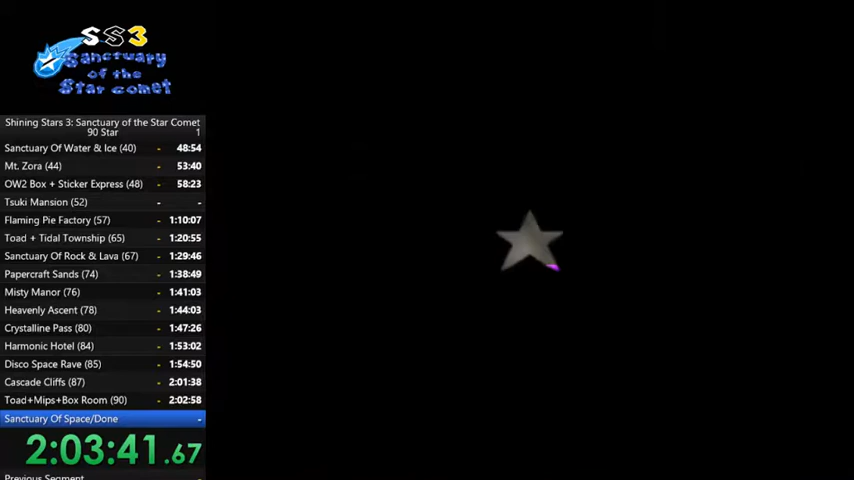 SS3
Sanctuary
of the
Star Comet
Shining Stars 3: Sanctuary of the Star Comet
90 Star 1
Sanctuary Of Water & Ice (40) - 48:54
Mt. Zora (44) - 53:40
OW2 Box + Sticker Express (48) - 58:23
Tsuki Mansion (52) - -
Flaming Pie Factory (57) - 1:10:07
Toad + Tidal Township (65) - 1:20:55
Sanctuary Of Rock & Lava (67) - 1:29:46
Papercraft Sands (74) - 1:38:49
Misty Manor (76) - 1:41:03
Heavenly Ascent (78) - 1:44:03
Crystalline Pass (80) - 1:47:26
Harmonic Hotel (84) - 1:53:02
Disco Space Rave (85) - 1:54:50
Cascade Cliffs (87) - 2:01:38
Toad+Mips+Box Room (90) - 2:02:58
Sanctuary Of Space/Done -
2:03:41.67
Previous Segment -